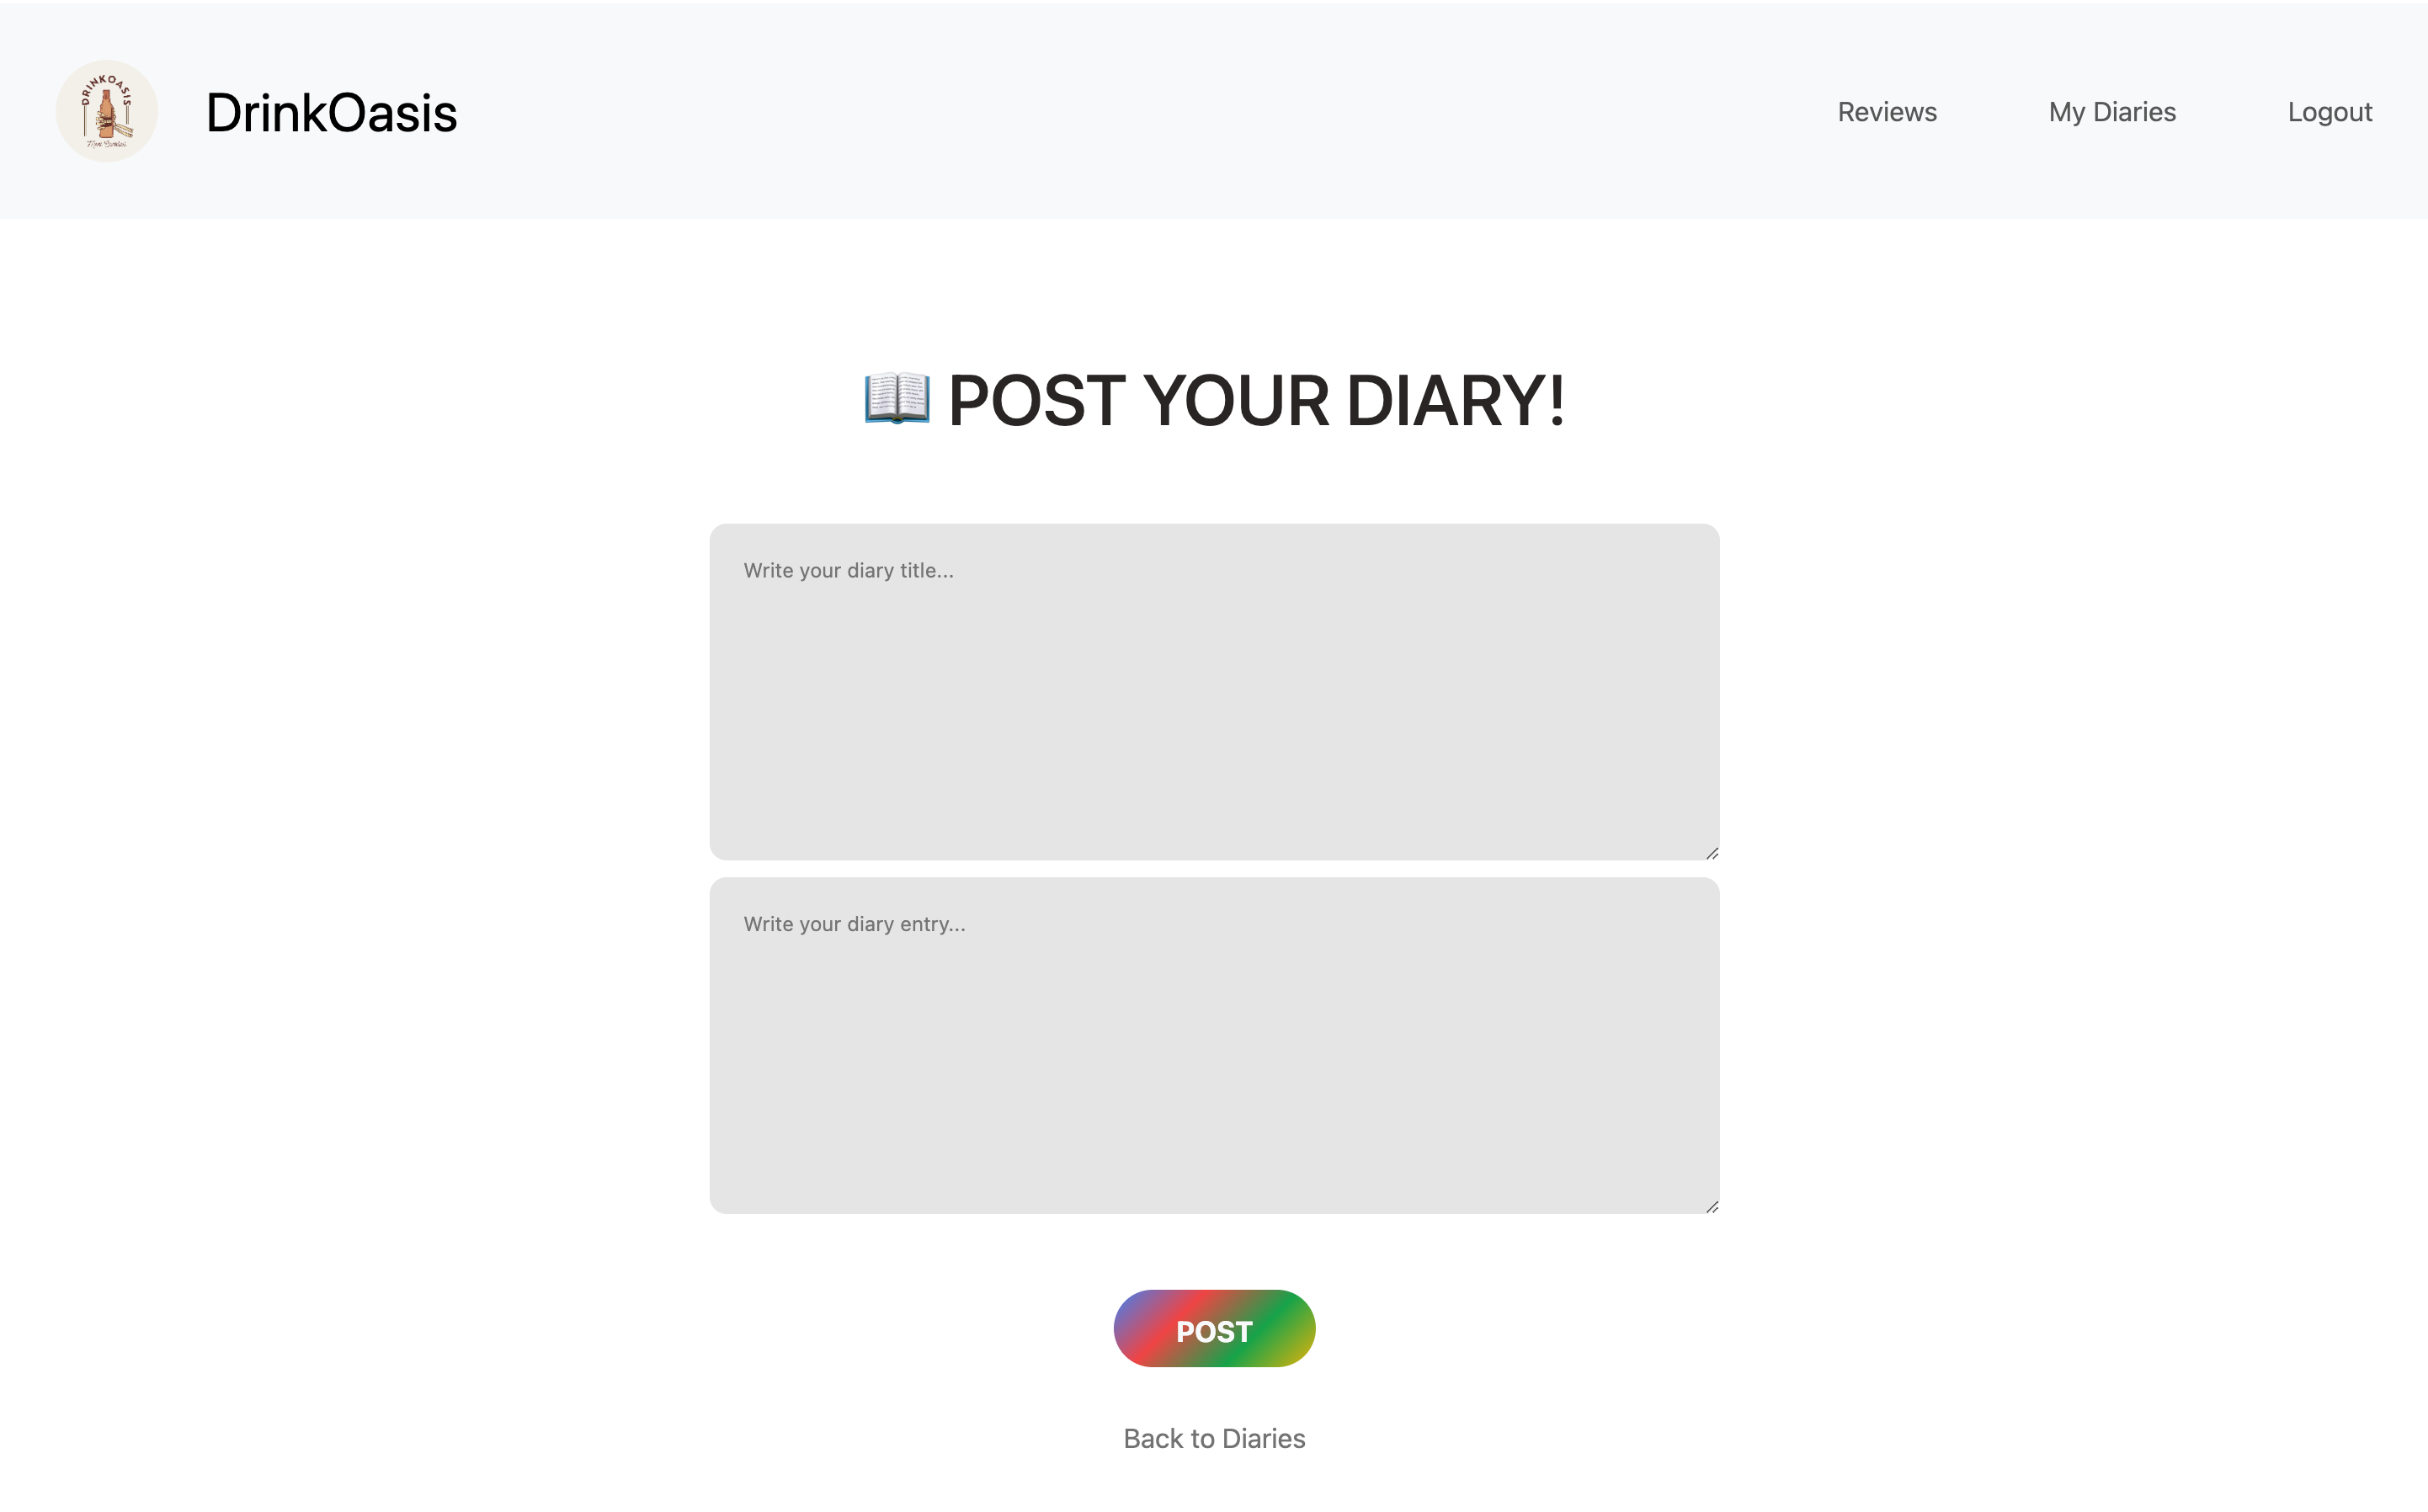 DRINKOASIS
DrinkOasis
Reviews
My Diaries
Logout
📖 POST YOUR DIARY!
Write your diary title...
Write your diary entry...
POST
Back to Diaries